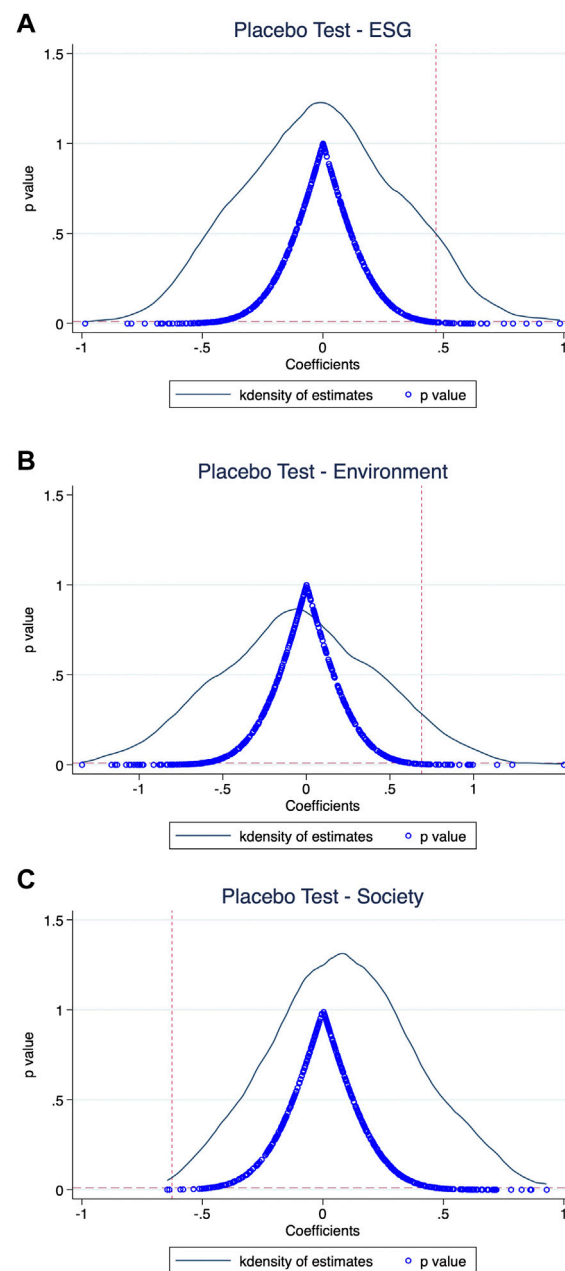 A
Placebo Test - ESG
1.5
1
.5
0
p value
-1
-.5
0
.5
1
Coefficients
kdensity of estimates
p value
B
Placebo Test - Environment
1.5
1
.5
0
p value
-1
-.5
0
.5
1
Coefficients
kdensity of estimates
p value
C
Placebo Test - Society
1.5
1
.5
0
p value
-1
-.5
0
.5
1
Coefficients
kdensity of estimates
p value